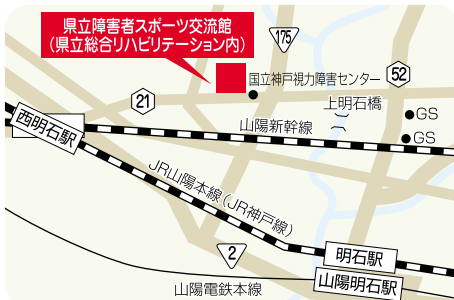 県立障害者スポーツ交流館
（県立総合リハビリテーション内）
175
国立神戸視力障害センター
52
21
上明石橋
GS
西明石駅
山陽新幹線
GS
JR山陽本線（JR神戸線）
2
明石駅
山陽電鉄本線
山陽明石駅